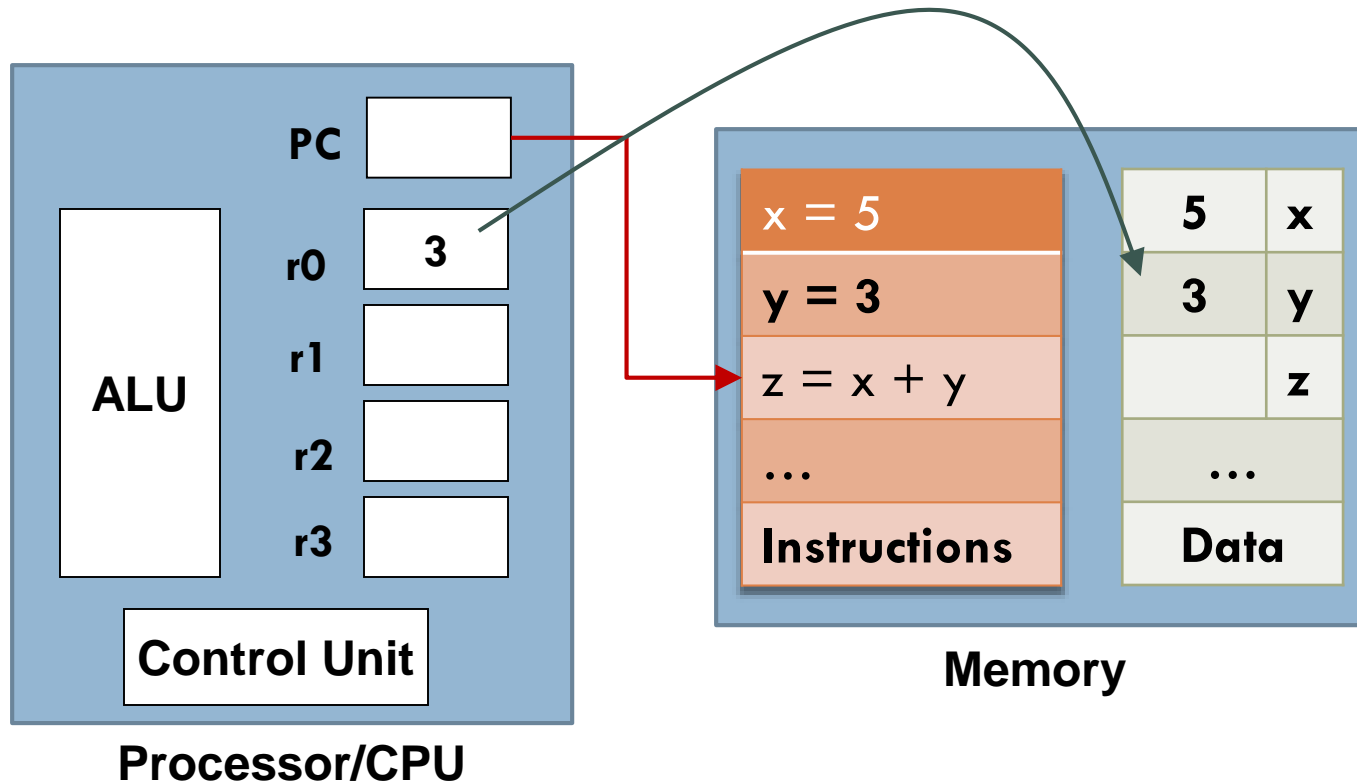 PC
r0
3
r1
r2
r3
ALU
Control Unit
Processor/CPU
x = 5
y = 3
z = x + y
...
Instructions
5 x
3 y
z
...
Data
Memory